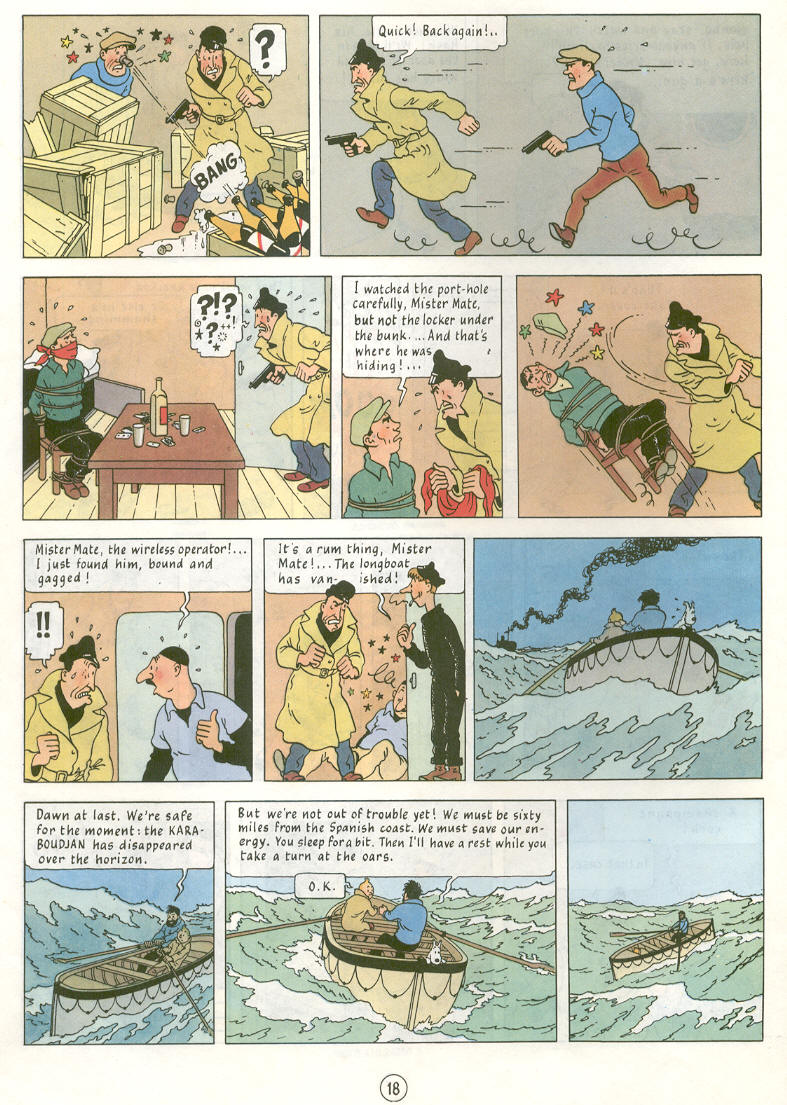 ?
BANG
Quick! Back again!..
?!?
?
I watched the port-hole
carefully, Mister Mate,
but not the locker under
the bunk. ... And that's
where he was
hiding!...
Mister Mate, the wireless operator!...
I just found him, bound and
gagged!
!!
It's a rum thing, Mister
Mate!... The longboat
has van- ished!
Dawn at last. We're safe
for the moment: the KARA-
BOUDJAN has disappeared
over the horizon.
But we're not out of trouble yet! We must be sixty
miles from the Spanish coast. We must save our en-
ergy. You sleep for a bit. Then I'll have a rest while you
take a turn at the oars.
O.K.
18